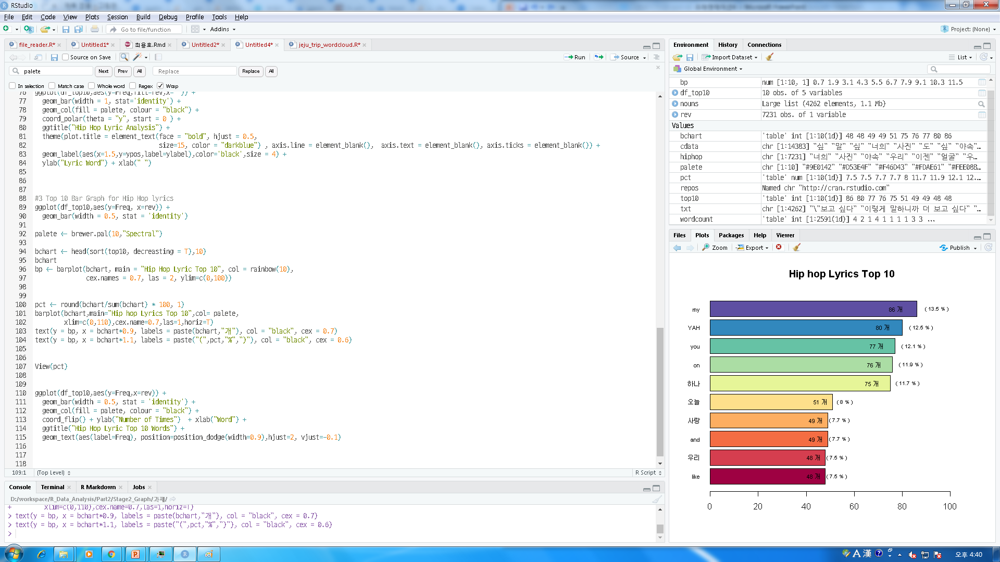 RStudio
File Edit Code View Plots Session Build Debug Profile Tools Help
Go to file/function Addins Project: (None)
file_reader.R* Untitled1* 최용호.Rmd Untitled2* Untitled4* jeju_trip_wordcloud.R*
Source on Save Run Source
palete Next Prev All Replace Replace All
In selection Match case Whole word Regex Wrap
76 ggplot(df_top10,aes(y=Freq,fill=rev,x=" ")) +
77 geom_bar(width = 1, stat='identity') +
78 geom_col(fill = palete, colour = "black") +
79 coord_polar(theta = "y", start = 0 ) +
80 ggtitle("Hip Hop Lyric Analysis") +
81 theme(plot.title = element_text(face = "bold", hjust = 0.5,
82 size=15, color = "darkblue") , axis.line = element_blank(), axis.text = element_blank(), axis.ticks = element_blank()) +
83 geom_label(aes(x=1.5,y=ypos,label=ylabel),color='black',size = 4) +
84 ylab("Lyric Word") + xlab(" ")
85
86
87
88 #3 Top 10 Bar Graph for Hip Hop lyrics
89 ggplot(df_top10,aes(y=Freq, x=rev)) +
90 geom_bar(width = 0.5, stat = 'identity')
91
92 palete <- brewer.pal(10,"Spectral")
93
94 bchart <- head(sort(top10, decreasting = T),10)
95 bchart
96 bp <- barplot(bchart, main = "Hip Hop Lyric Top 10", col = rainbow(10),
97 cex.names = 0.7, las = 2, ylim=c(0,100))
98
99
100 pct <- round(bchart/sum(bchart) * 100, 1)
101 barplot(bchart,main="Hip hop Lyrics Top 10",col= palete,
102 xlim=c(0,110),cex.name=0.7,las=1,horiz=T)
103 text(y = bp, x = bchart*0.9, labels = paste(bchart,"개"), col = "black", cex = 0.7)
104 text(y = bp, x = bchart*1.1, labels = paste("(",pct,"%",")"), col = "black", cex = 0.6)
105
106
107 View(pct)
108
109
110 ggplot(df_top10,aes(y=Freq,x=rev)) +
111 geom_bar(width = 0.5, stat = 'identity') +
112 geom_col(fill = palete, colour = "black") +
113 coord_flip() + ylab("Number of Times") + xlab("Word") +
114 ggtitle("Hip Hop Lyric Top 10 Words") +
115 geom_text(aes(label=Freq), position=position_dodge(width=0.9),hjust=2, vjust=-0.1)
116
117
118
109:1 (Top Level) R Script
Console Terminal R Markdown Jobs
D:/workspace/R_Data_Analysis/Part2/Stage2_Graph/과제/
+ xlim=c(0,110),cex.name=0.7,las=1,horiz=T)
> text(y = bp, x = bchart*0.9, labels = paste(bchart,"개"), col = "black", cex = 0.7)
> text(y = bp, x = bchart*1.1, labels = paste("(",pct,"%",")"), col = "black", cex = 0.6)
>
Environment History Connections
Import Dataset List
Global Environment
bp num [1:10, 1] 0.7 1.9 3.1 4.3 5.5 6.7 7.9 9.1 10.3 11.5
df_top10 10 obs. of 5 variables
nouns Large list (4262 elements, 1.1 Mb)
rev 7231 obs. of 1 variable
Values
bchart 'table' int [1:10(1d)] 48 48 49 49 51 75 76 77 80 86
cdata chr [1:14383] "싶" "말" "싶" "너희" "사진" "도" "싶" "야속"…
hiphop chr [1:7231] "너희" "사진" "야속" "우리" "이젠" "얼굴" "우…
palete chr [1:10] "#9E0142" "#D53E4F" "#F46D43" "#FDAE61" "#FEE08B…
pct 'table' num [1:10(1d)] 7.5 7.5 7.7 7.7 8 11.7 11.9 12.1 12.…
repos Named chr "http://cran.rstudio.com"
top10 'table' int [1:10(1d)] 86 80 77 76 75 51 49 49 48 48
txt chr [1:4262] "\"보고 싶다" "이렇게 말하니까 더 보고 싶다" "…
wordcount 'table' int [1:2591(1d)] 4 2 1 4 1 1 1 1 3 3 ...
Files Plots Packages Help Viewer
Zoom Export Publish
Hip hop Lyrics Top 10
my 86 개 ( 13.5 % )
YAH 80 개 ( 12.5 % )
you 77 개 ( 12.1 % )
on 76 개 ( 11.9 % )
하나 75 개 ( 11.7 % )
오늘 51 개 ( 8 % )
사랑 49 개 ( 7.7 % )
and 49 개 ( 7.7 % )
우리 48 개 ( 7.5 % )
like 48 개 ( 7.5 % )
0 20 40 60 80 100
A 漢 오후 4:40